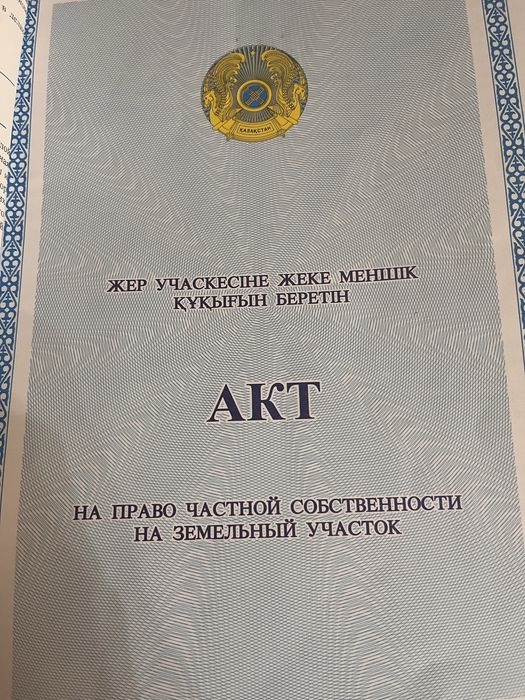 ҚАЗАҚСТАН
ЖЕР УЧАСКЕСІНЕ ЖЕКЕ МЕНШІК
ҚҰҚЫҒЫН БЕРЕТІН
АКТ
НА ПРАВО ЧАСТНОЙ СОБСТВЕННОСТИ
НА ЗЕМЕЛЬНЫЙ УЧАСТОК